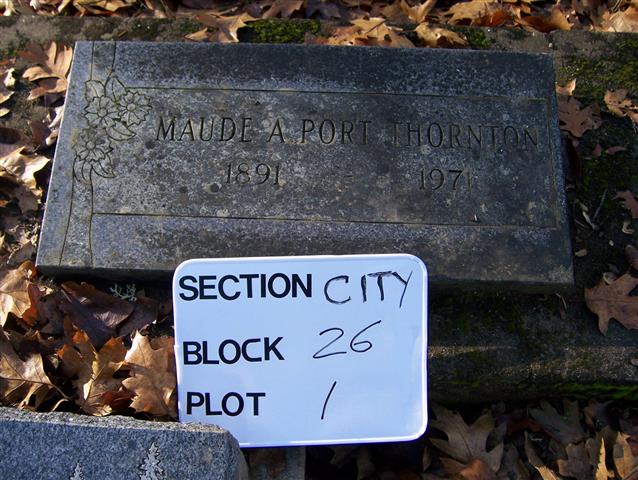 MAUDE A. PORT THORNTON
1891 - 1971
SECTION CITY
BLOCK 26
PLOT 1